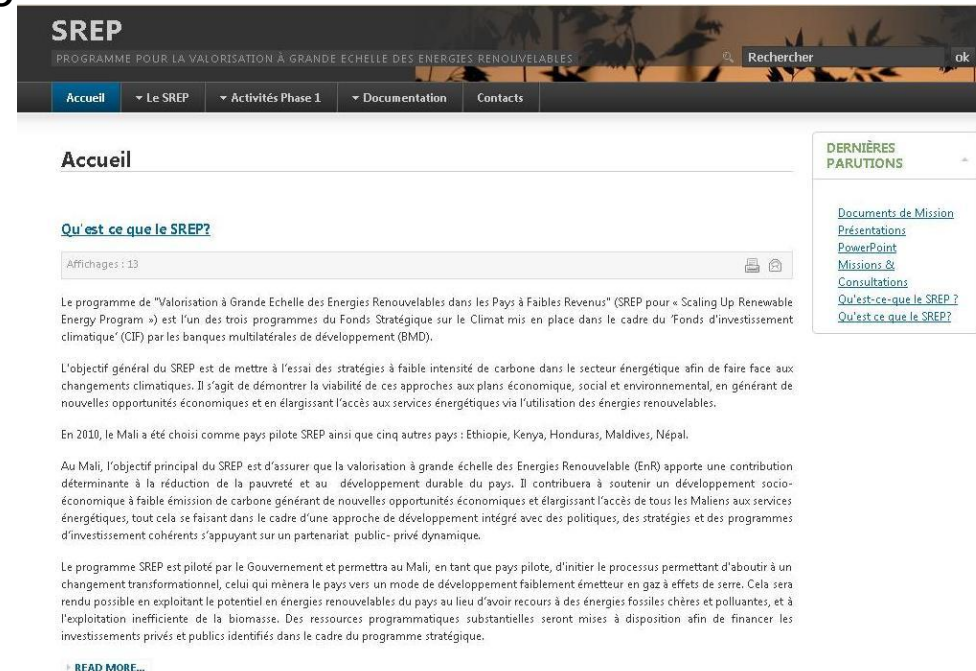 SREP
PROGRAMME POUR LA VALORISATION À GRANDE ECHELLE DES ENERGIES RENOUVELABLES
Rechercher
ok
Accueil
Le SREP
Activités Phase 1
Documentation
Contacts
Accueil
Qu'est ce que le SREP?
Affichages : 13
Le programme de "Valorisation à Grande Echelle des Energies Renouvelables dans les Pays à Faibles Revenus" (SREP pour « Scaling Up Renewable
Energy Program ») est l'un des trois programmes du Fonds Stratégique sur le Climat mis en place dans le cadre du 'Fonds d'investissement
climatique' (CIF) par les banques multilatérales de développement (BMD).
L'objectif général du SREP est de mettre à l'essai des stratégies à faible intensité de carbone dans le secteur énergétique afin de faire face aux
changements climatiques. Il s'agit de démontrer la viabilité de ces approches aux plans économique, social et environnemental, en générant de
nouvelles opportunités économiques et en élargissant l'accès aux services énergétiques via l'utilisation des énergies renouvelables.
En 2010, le Mali a été choisi comme pays pilote SREP ainsi que cinq autres pays : Ethiopie, Kenya, Honduras, Maldives, Népal.
Au Mali, l'objectif principal du SREP est d'assurer que la valorisation à grande échelle des Energies Renouvelable (EnR) apporte une contribution
déterminante à la réduction de la pauvreté et au développement durable du pays. Il contribuera à soutenir un développement socio-
économique à faible émission de carbone générant de nouvelles opportunités économiques et élargissant l'accès de tous les Maliens aux services
énergétiques, tout cela se faisant dans le cadre d'une approche de développement intégré avec des politiques, des stratégies et des programmes
d'investissement cohérents s'appuyant sur un partenariat public- privé dynamique.
Le programme SREP est piloté par le Gouvernement et permettra au Mali, en tant que pays pilote, d'initier le processus permettant d'aboutir à un
changement transformationnel, celui qui mènera le pays vers un mode de développement faiblement émetteur en gaz à effets de serre. Cela sera
rendu possible en exploitant le potentiel en énergies renouvelables du pays au lieu d'avoir recours à des énergies fossiles chères et polluantes, et à
l'exploitation inefficiente de la biomasse. Des ressources programmatiques substantielles seront mises à disposition afin de financer les
investissements privés et publics identifiés dans le cadre du programme stratégique.
READ MORE...
DERNIÈRES
PARUTIONS
Documents de Mission
Présentations
PowerPoint
Missions &
Consultations
Qu'est-ce-que le SREP ?
Qu'est ce que le SREP?